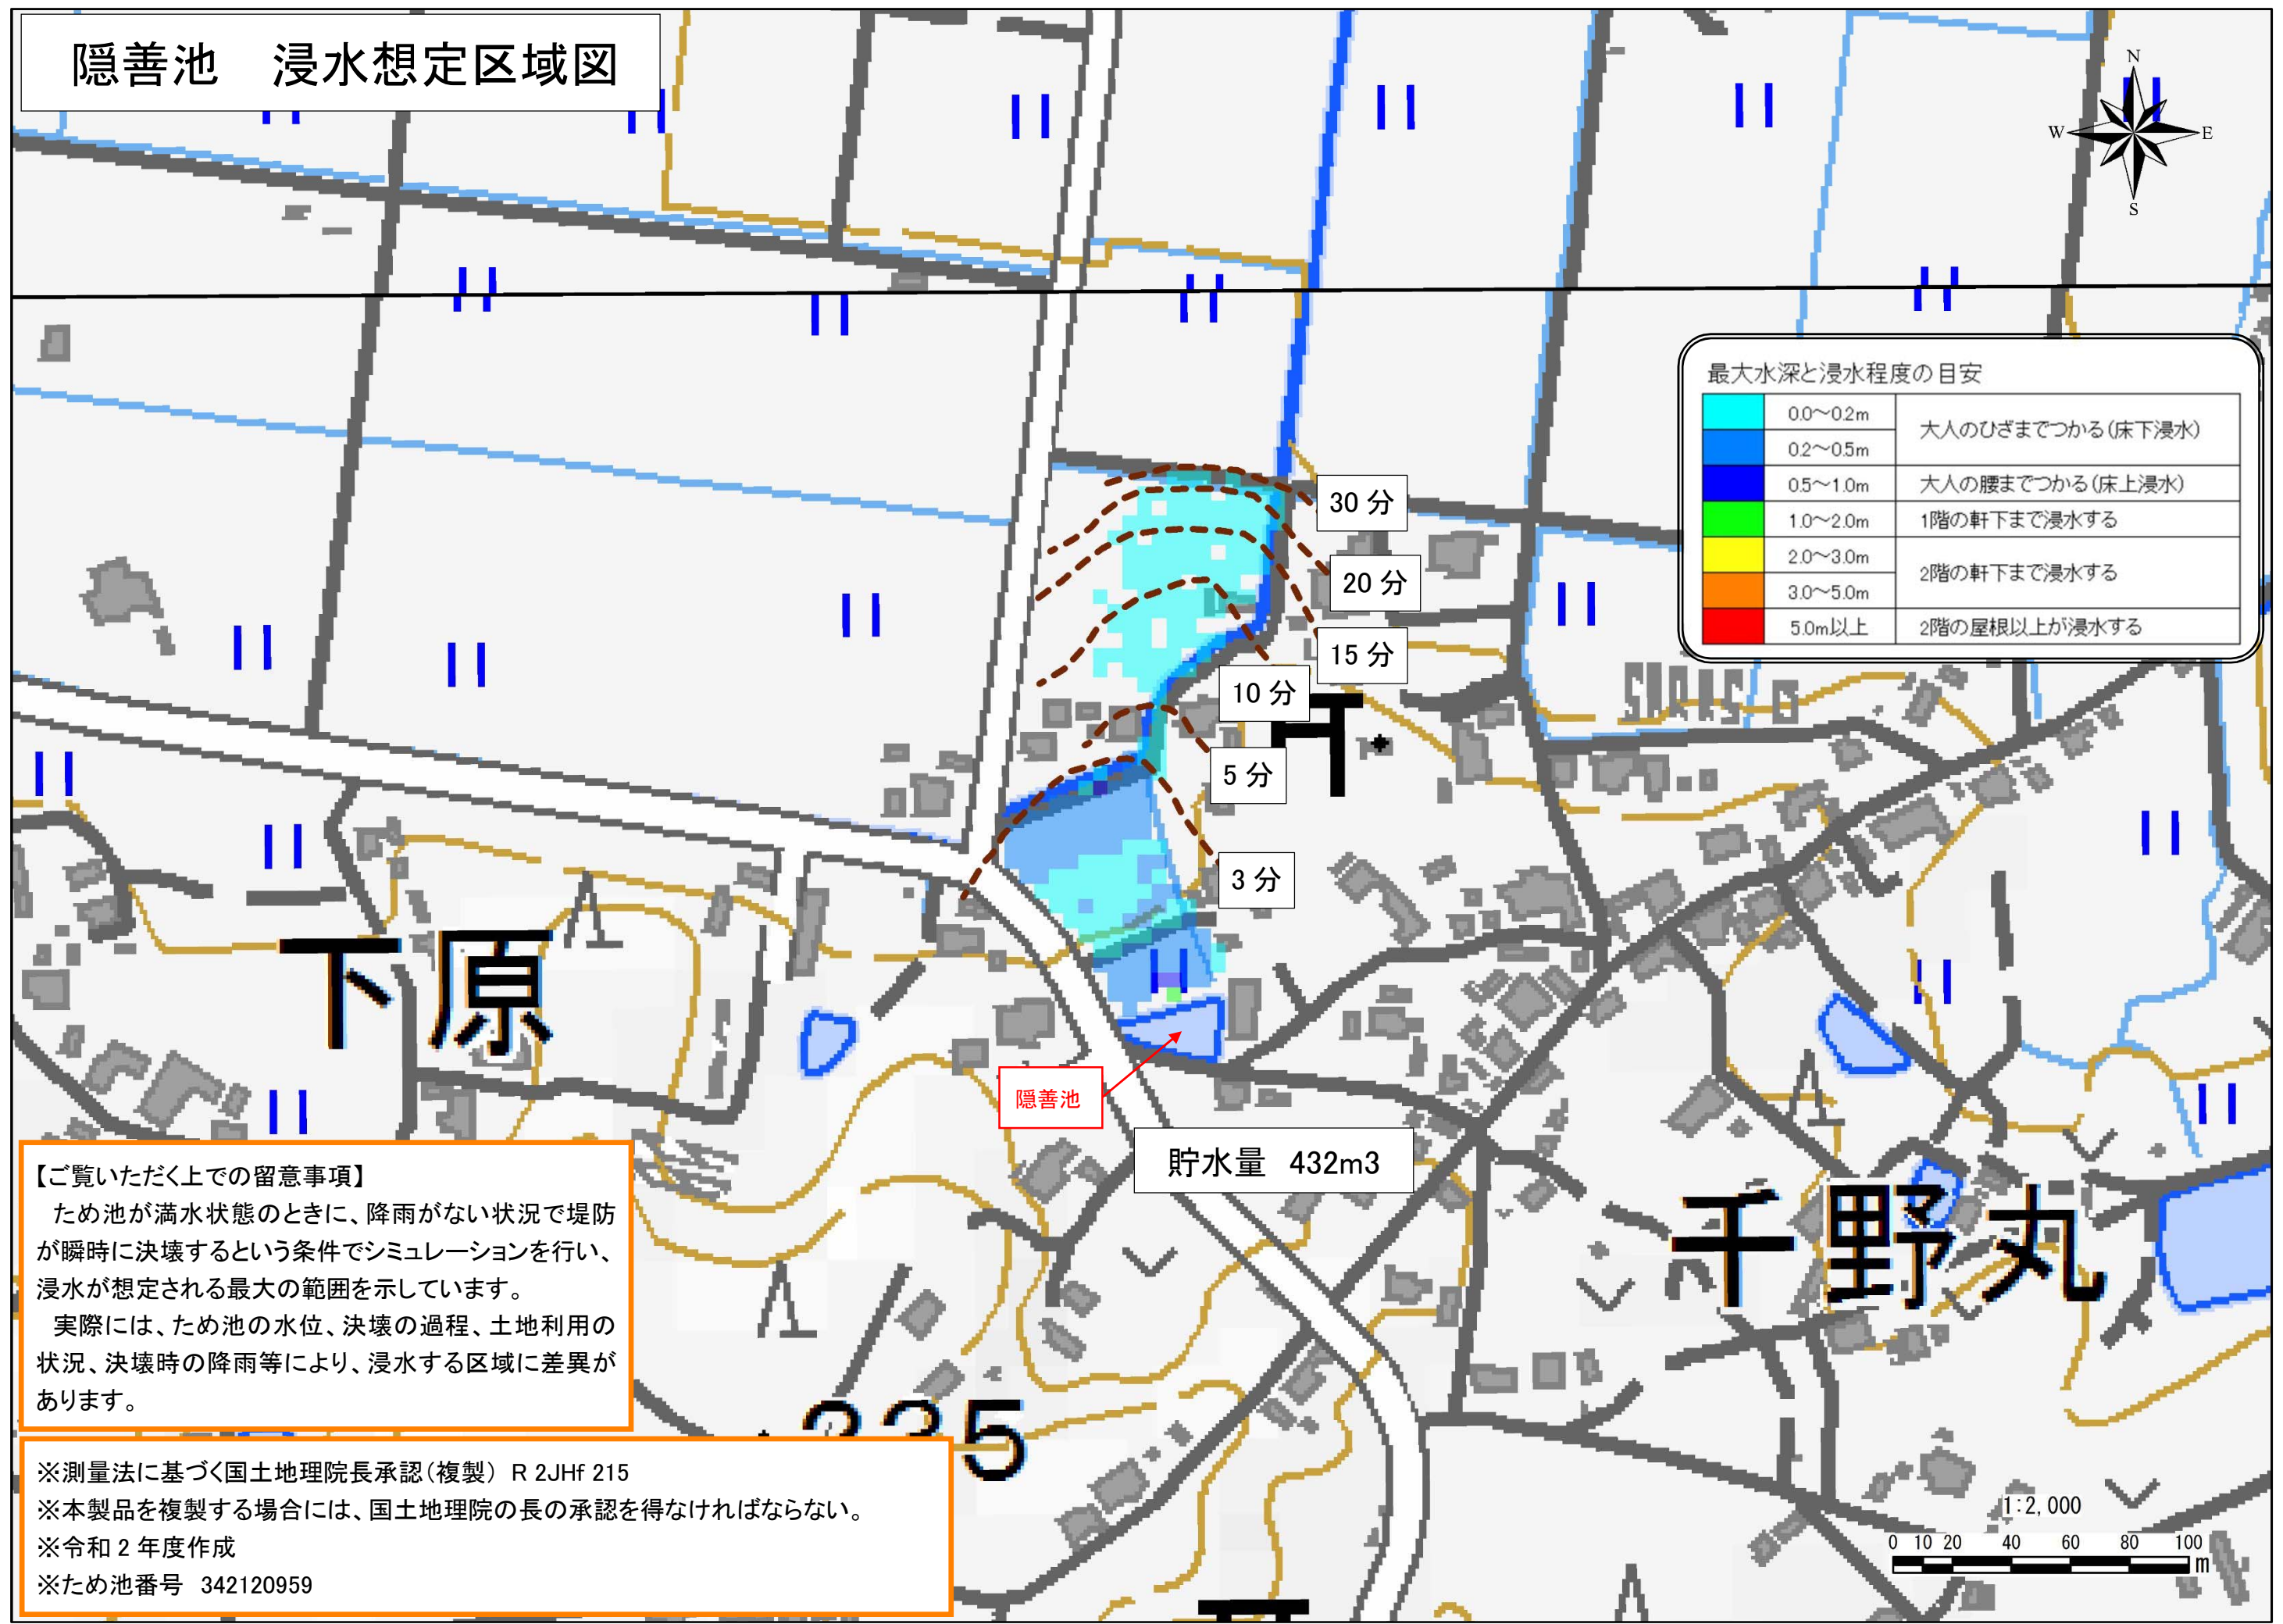 隠善池　浸水想定区域図
N
W
E
S
最大水深と浸水程度の目安
0.0～0.2m
大人のひざまでつかる(床下浸水)
0.2～0.5m
0.5～1.0m
大人の腰までつかる(床上浸水)
1.0～2.0m
1階の軒下まで浸水する
2.0～3.0m
2階の軒下まで浸水する
3.0～5.0m
5.0m以上
2階の屋根以上が浸水する
30 分
20 分
15 分
10 分
5 分
3 分
下原
隠善池
貯水量　432m3
千野丸
【ご覧いただく上での留意事項】
　ため池が満水状態のときに、降雨がない状況で堤防
が瞬時に決壊するという条件でシミュレーションを行い、
浸水が想定される最大の範囲を示しています。
　実際には、ため池の水位、決壊の過程、土地利用の
状況、決壊時の降雨等により、浸水する区域に差異が
あります。
※測量法に基づく国土地理院長承認(複製) R 2JHf 215
※本製品を複製する場合には、国土地理院の長の承認を得なければならない。
※令和 2 年度作成
※ため池番号 342120959
1:2,000
0 10 20 40 60 80 100
m